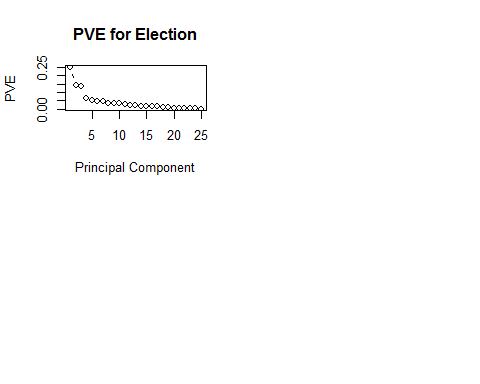 PVE for Election
PVE
0.25
0.00
5 10 15 20 25
Principal Component